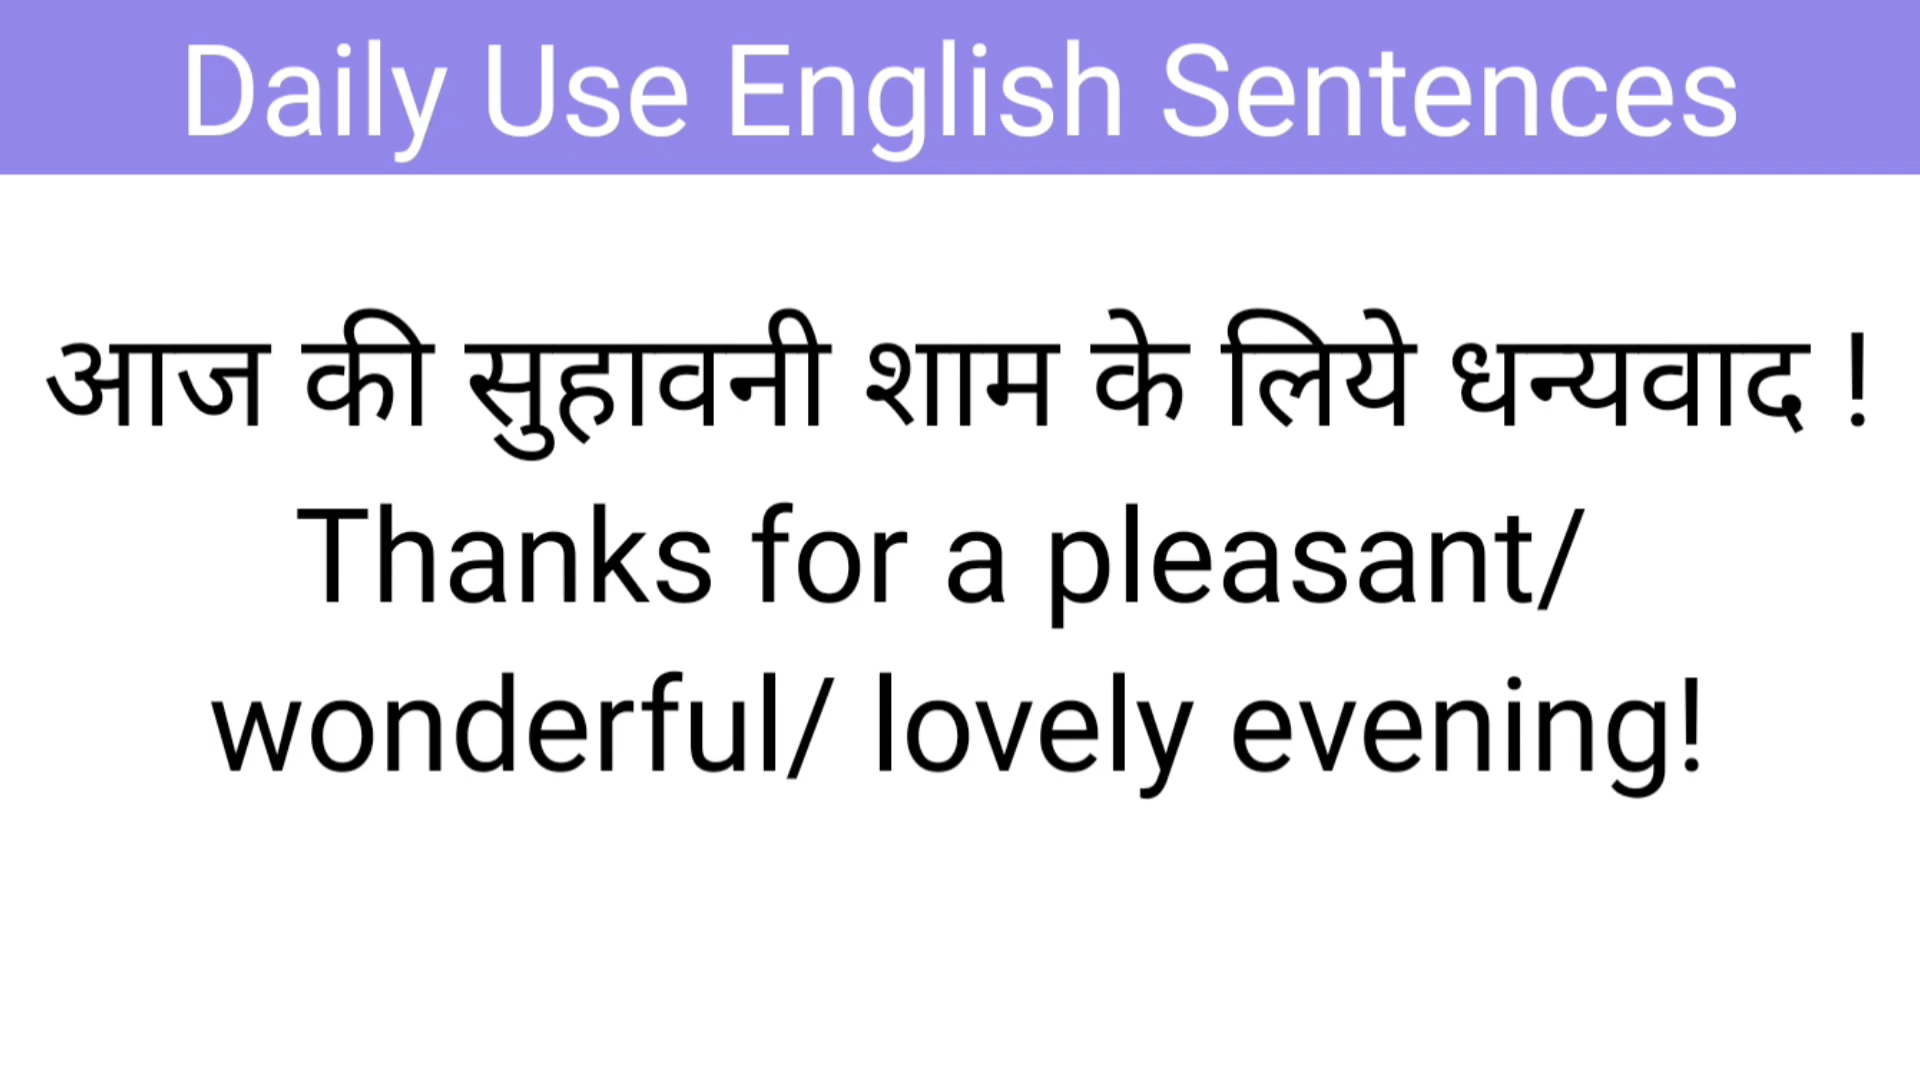 Daily Use English Sentences
आज की सुहावनी शाम के लिये धन्यवाद !
Thanks for a pleasant/
wonderful/ lovely evening!